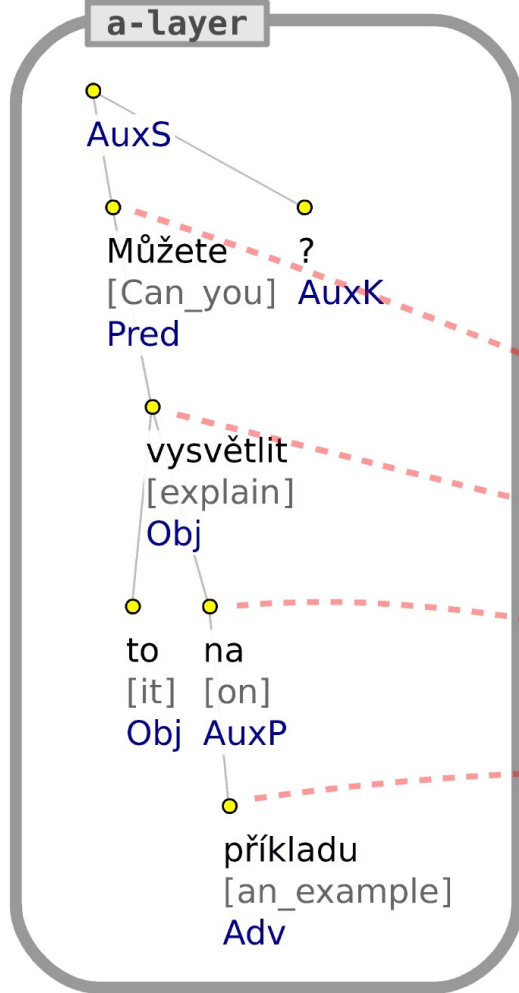 a-layer
AuxS
Můžete ?
[Can_you] AuxK
Pred
vysvětlit
[explain]
Obj
to na
[it] [on]
Obj AuxP
příkladu
[an_example]
Adv